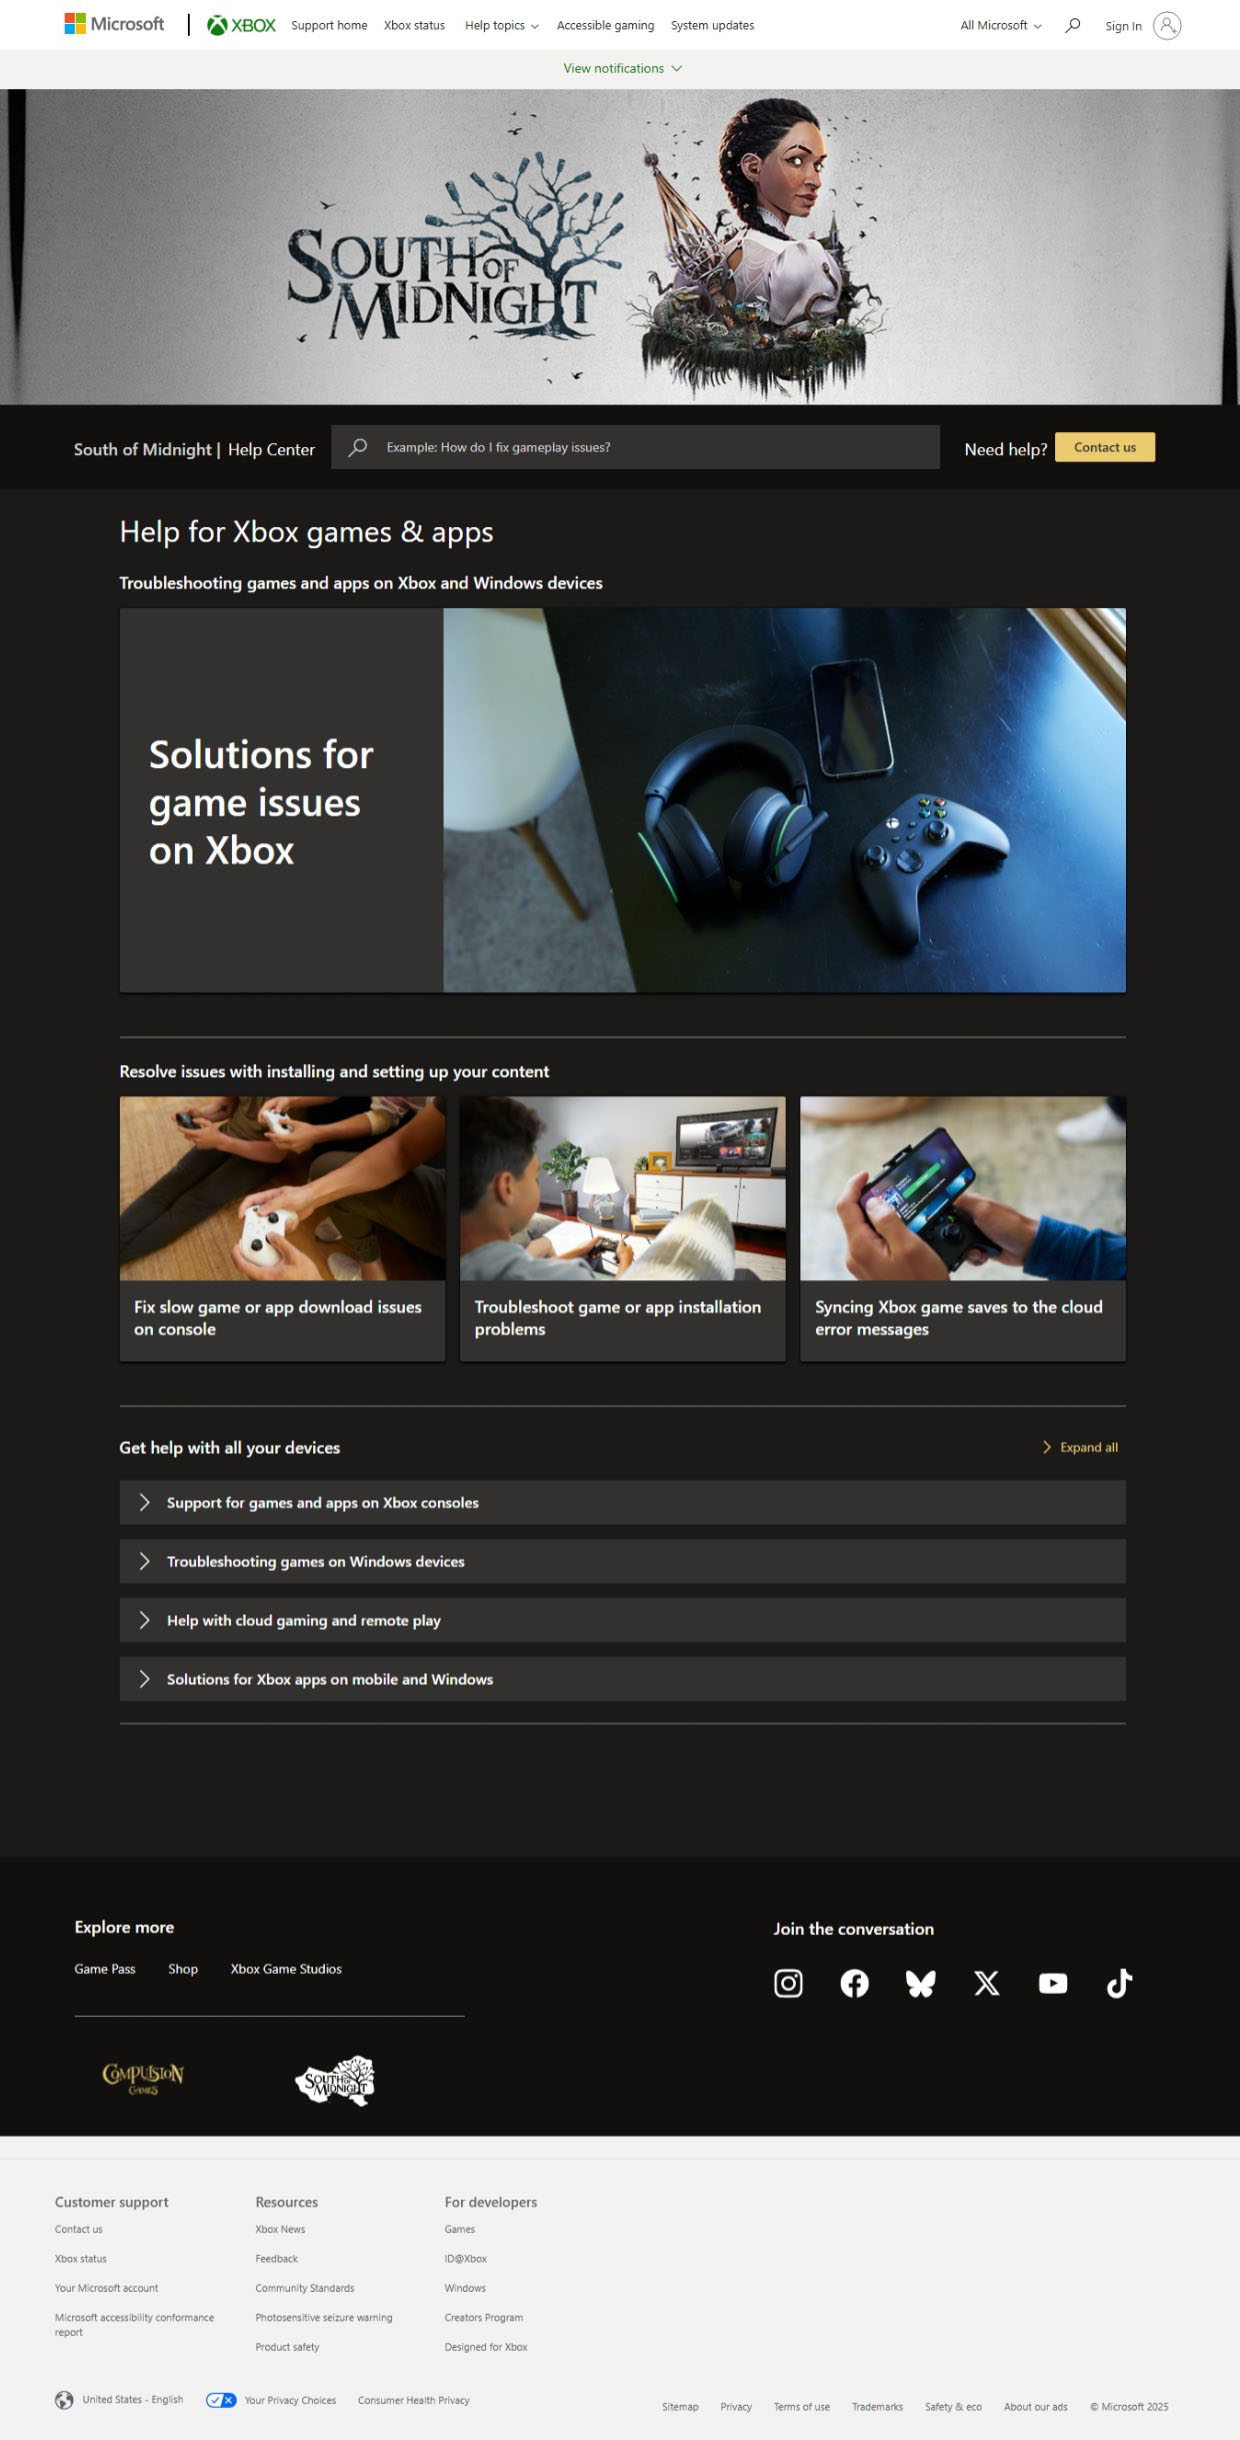 Microsoft
XBOX
Support home
Xbox status
Help topics
Accessible gaming
System updates
All Microsoft
Sign In
View notifications
SOUTH OF
MIDNIGHT
South of Midnight | Help Center
Example: How do I fix gameplay issues?
Need help?
Contact us
Help for Xbox games & apps
Troubleshooting games and apps on Xbox and Windows devices
Solutions for
game issues
on Xbox
Resolve issues with installing and setting up your content
Fix slow game or app download issues
on console
Troubleshoot game or app installation
problems
Syncing Xbox game saves to the cloud
error messages
Get help with all your devices
Expand all
Support for games and apps on Xbox consoles
Troubleshooting games on Windows devices
Help with cloud gaming and remote play
Solutions for Xbox apps on mobile and Windows
Explore more
Game Pass
Shop
Xbox Game Studios
Join the conversation
COMPULSION
GAMES
SOUTH OF
MIDNIGHT
Customer support
Contact us
Xbox status
Your Microsoft account
Microsoft accessibility conformance
report
Resources
Xbox News
Feedback
Community Standards
Photosensitive seizure warning
Product safety
For developers
Games
ID@Xbox
Windows
Creators Program
Designed for Xbox
United States - English
Your Privacy Choices
Consumer Health Privacy
Sitemap
Privacy
Terms of use
Trademarks
Safety & eco
About our ads
© Microsoft 2025